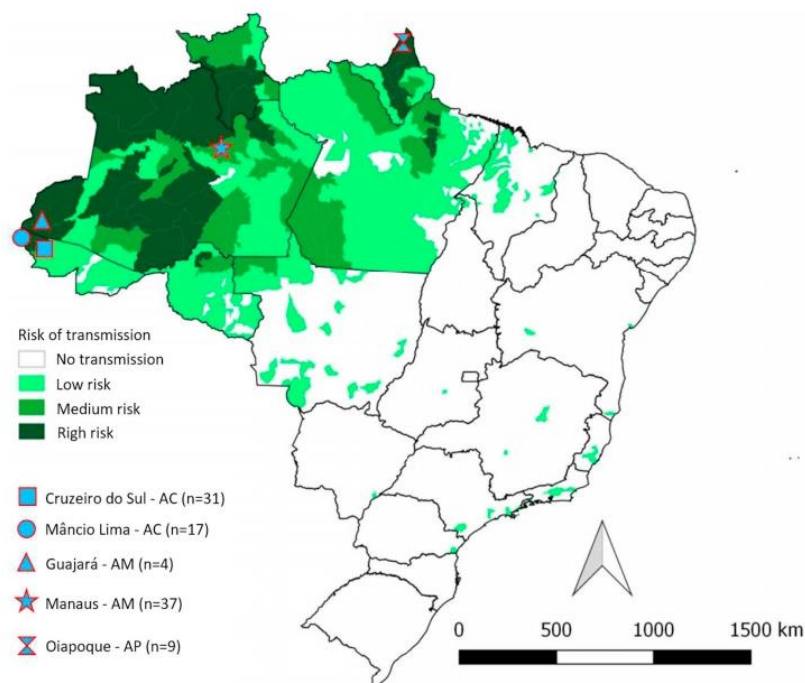 Risk of transmission
No transmission
Low risk
Medium risk
Righ risk
Cruzeiro do Sul - AC (n=31)
Mâncio Lima - AC (n=17)
Guajará - AM (n=4)
Manaus - AM (n=37)
Oiapoque - AP (n=9)
0 500 1000 1500 km